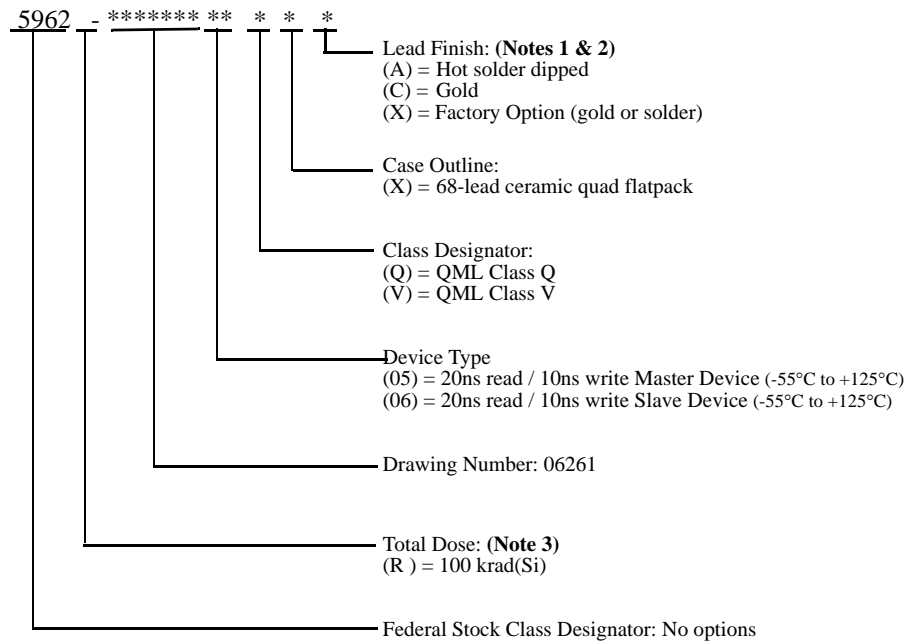 5962 - ******* ** * * *
Lead Finish: (Notes 1 & 2)
(A) = Hot solder dipped
(C) = Gold
(X) = Factory Option (gold or solder)
Case Outline:
(X) = 68-lead ceramic quad flatpack
Class Designator:
(Q) = QML Class Q
(V) = QML Class V
Device Type
(05) = 20ns read / 10ns write Master Device (-55°C to +125°C)
(06) = 20ns read / 10ns write Slave Device (-55°C to +125°C)
Drawing Number: 06261
Total Dose: (Note 3)
(R ) = 100 krad(Si)
Federal Stock Class Designator: No options